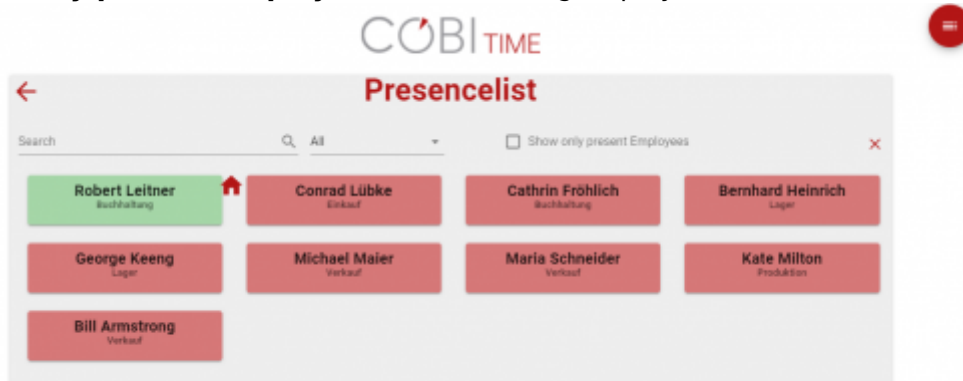 COBI TIME
Presencelist
Search All Show only present Employees
Robert Leitner Conrad Lübke Cathrin Fröhlich Bernhard Heinrich
Buchhaltung Einkauf Buchhaltung Lager
George Keeng Michael Maier Maria Schneider Kate Milton
Lager Verkauf Verkauf Produktion
Bill Armstrong
Verkauf